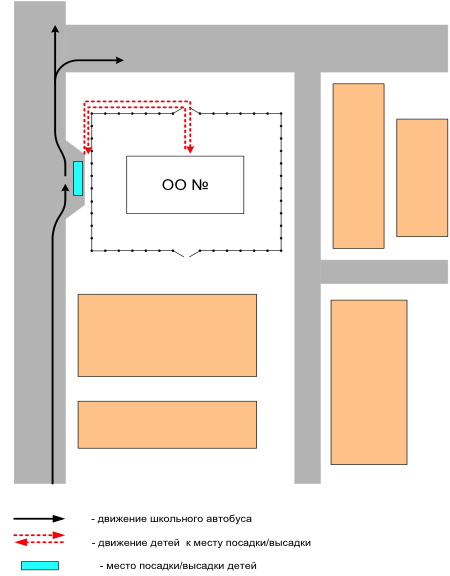 ОО №
- движение школьного автобуса
- движение детей к месту посадки/высадки
- место посадки/высадки детей